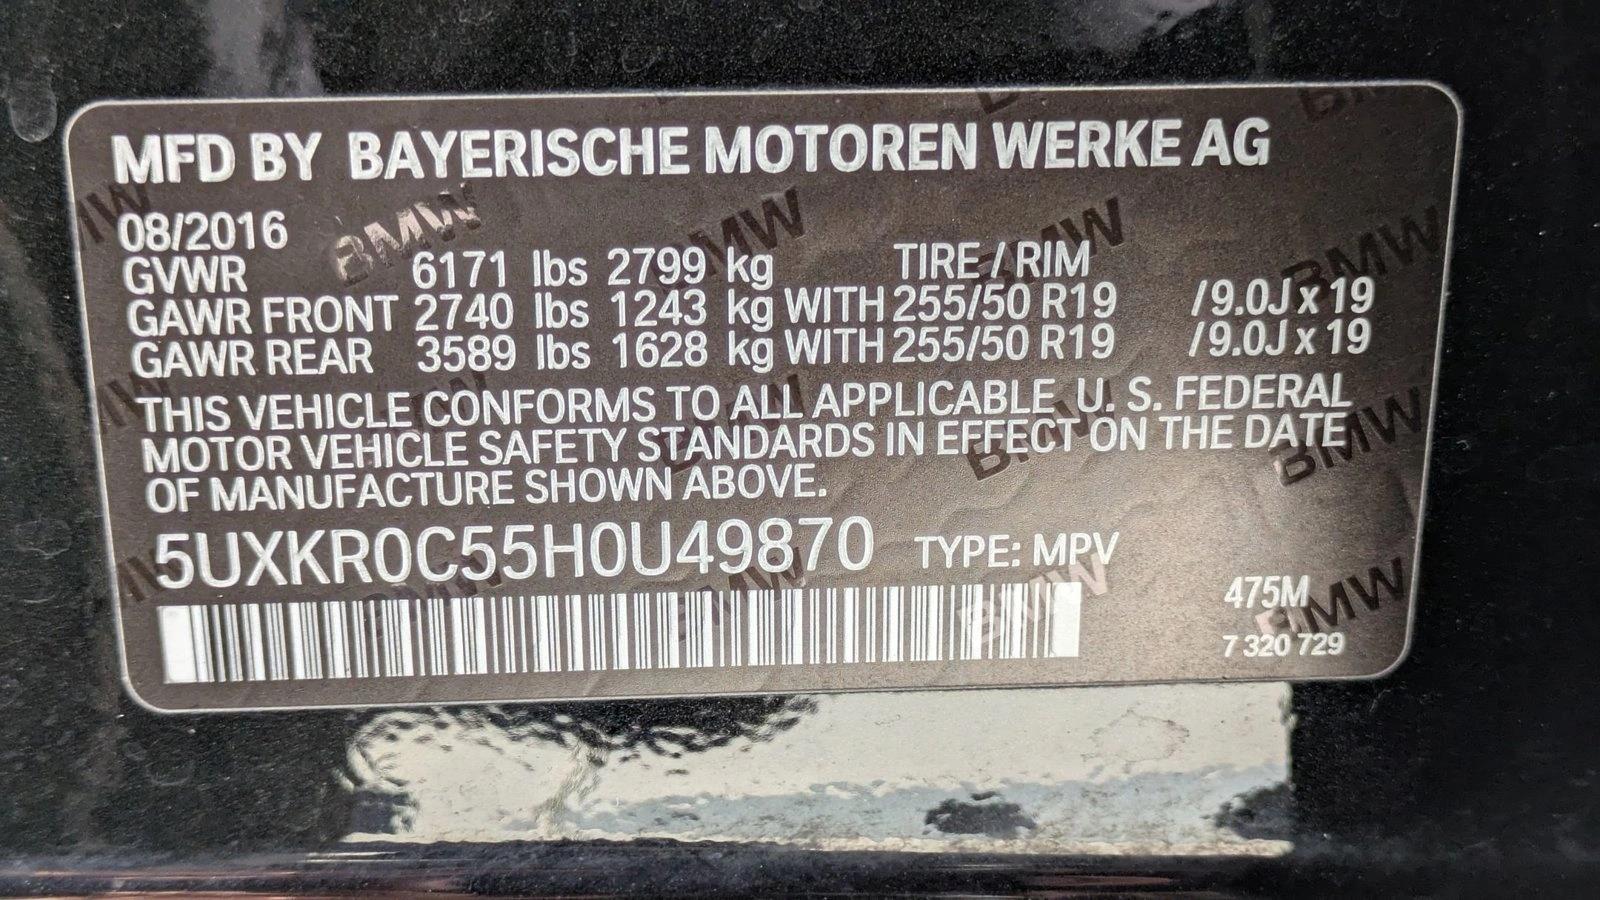 MFD BY BAYERISCHE MOTOREN WERKE AG
08/2016
GVWR 6171 lbs 2799 kg TIRE / RIM
GAWR FRONT 2740 lbs 1243 kg WITH 255/50 R19 /9.0J x 19
GAWR REAR 3589 lbs 1628 kg WITH 255/50 R19 /9.0J x 19
THIS VEHICLE CONFORMS TO ALL APPLICABLE U. S. FEDERAL
MOTOR VEHICLE SAFETY STANDARDS IN EFFECT ON THE DATE
OF MANUFACTURE SHOWN ABOVE.
5UXKR0C55H0U49870 TYPE: MPV
475M
7 320 729